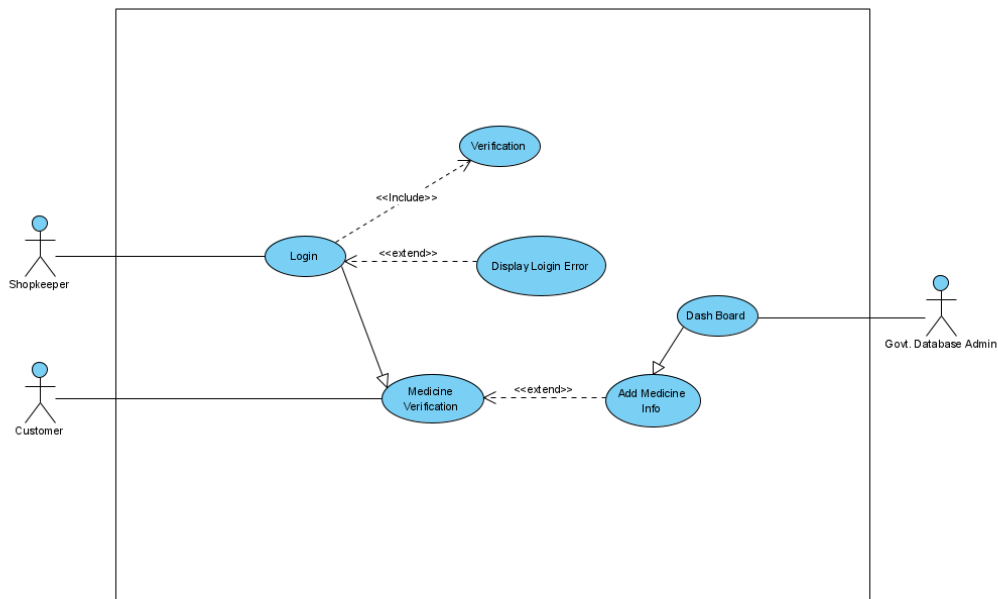 Verification
<<Include>>
Login
<<extend>>
Display Loigin Error
Shopkeeper
Dash Board
Govt. Database Admin
Medicine
Verification
<<extend>>
Add Medicine
Info
Customer